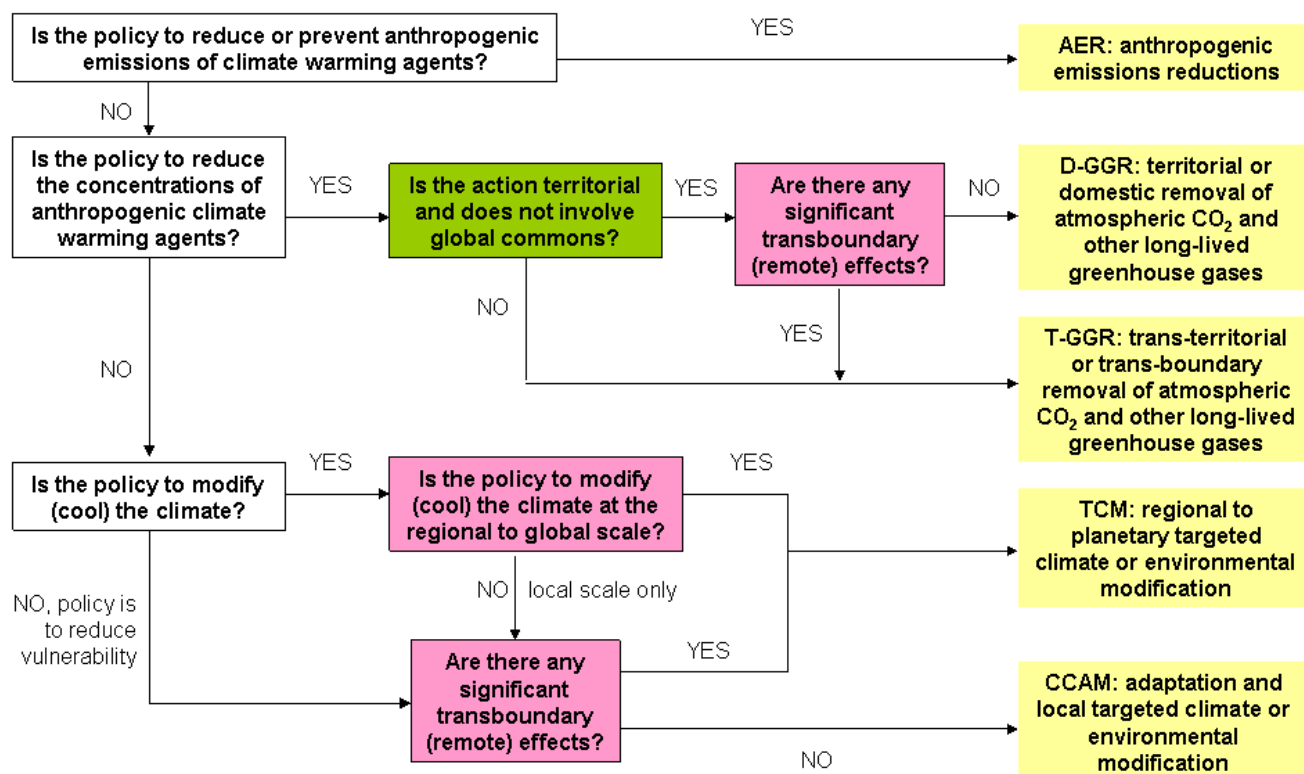 Is the policy to reduce or prevent anthropogenic
emissions of climate warming agents?
YES
AER: anthropogenic
emissions reductions
NO
Is the policy to reduce
the concentrations of
anthropogenic climate
warming agents?
YES
Is the action territorial
and does not involve
global commons?
YES
Are there any
significant
transboundary
(remote) effects?
NO
D-GGR: territorial or
domestic removal of
atmospheric CO₂ and
other long-lived
greenhouse gases
NO
YES
T-GGR: trans-territorial
or trans-boundary
removal of atmospheric
CO₂ and other long-lived
greenhouse gases
NO
Is the policy to modify
(cool) the climate?
YES
Is the policy to modify
(cool) the climate at the
regional to global scale?
YES
TCM: regional to
planetary targeted
climate or environmental
modification
NO, policy is
to reduce
vulnerability
NO local scale only
Are there any
significant
transboundary
(remote) effects?
YES
NO
CCAM: adaptation and
local targeted climate or
environmental
modification